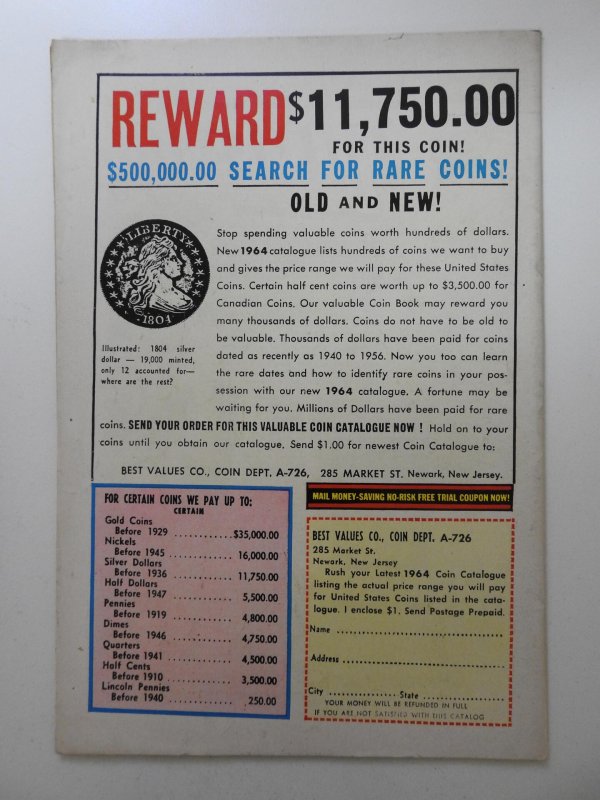 REWARD $11,750.00
FOR THIS COIN!
$500,000.00 SEARCH FOR RARE COINS!
OLD AND NEW!
LIBERTY
1804
Illustrated: 1804 silver
dollar — 19,000 minted,
only 12 accounted for—
where are the rest?
Stop spending valuable coins worth hundreds of dollars.
New 1964 catalogue lists hundreds of coins we want to buy
and gives the price range we will pay for these United States
Coins. Certain half cent coins are worth up to $3,500.00 for
Canadian Coins. Our valuable Coin Book may reward you
many thousands of dollars. Coins do not have to be old to
be valuable. Thousands of dollars have been paid for coins
dated as recently as 1940 to 1956. Now you too can learn
the rare dates and how to identify rare coins in your pos-
session with our new 1964 catalogue. A fortune may be
waiting for you. Millions of Dollars have been paid for rare
coins. SEND YOUR ORDER FOR THIS VALUABLE COIN CATALOGUE NOW ! Hold on to your
coins until you obtain our catalogue. Send $1.00 for newest Coin Catalogue to:
BEST VALUES CO., COIN DEPT. A-726, 285 MARKET ST. Newark, New Jersey.
FOR CERTAIN COINS WE PAY UP TO:
CERTAIN
Gold Coins
Before 1929 ............$35,000.00
Nickels
Before 1945 ............ 16,000.00
Silver Dollars
Before 1936 ............ 11,750.00
Half Dollars
Before 1947 ............ 5,500.00
Pennies
Before 1919 ............ 4,800.00
Dimes
Before 1946 ............ 4,750.00
Quarters
Before 1941 ............ 4,500.00
Half Cents
Before 1910 ............ 3,500.00
Lincoln Pennies
Before 1940 ............ 250.00
MAIL MONEY-SAVING NO-RISK FREE TRIAL COUPON NOW!
BEST VALUES CO., COIN DEPT. A-726
285 Market St.
Newark, New Jersey
Rush your Latest 1964 Coin Catalogue
listing the actual price range you will pay
for United States Coins listed in the cata-
logue. I enclose $1. Send Postage Prepaid.
Name ........................................
Address ....................................
City .................. State ..................
YOUR MONEY WILL BE REFUNDED IN FULL
IF YOU ARE NOT SATISFIED WITH THIS CATALOG